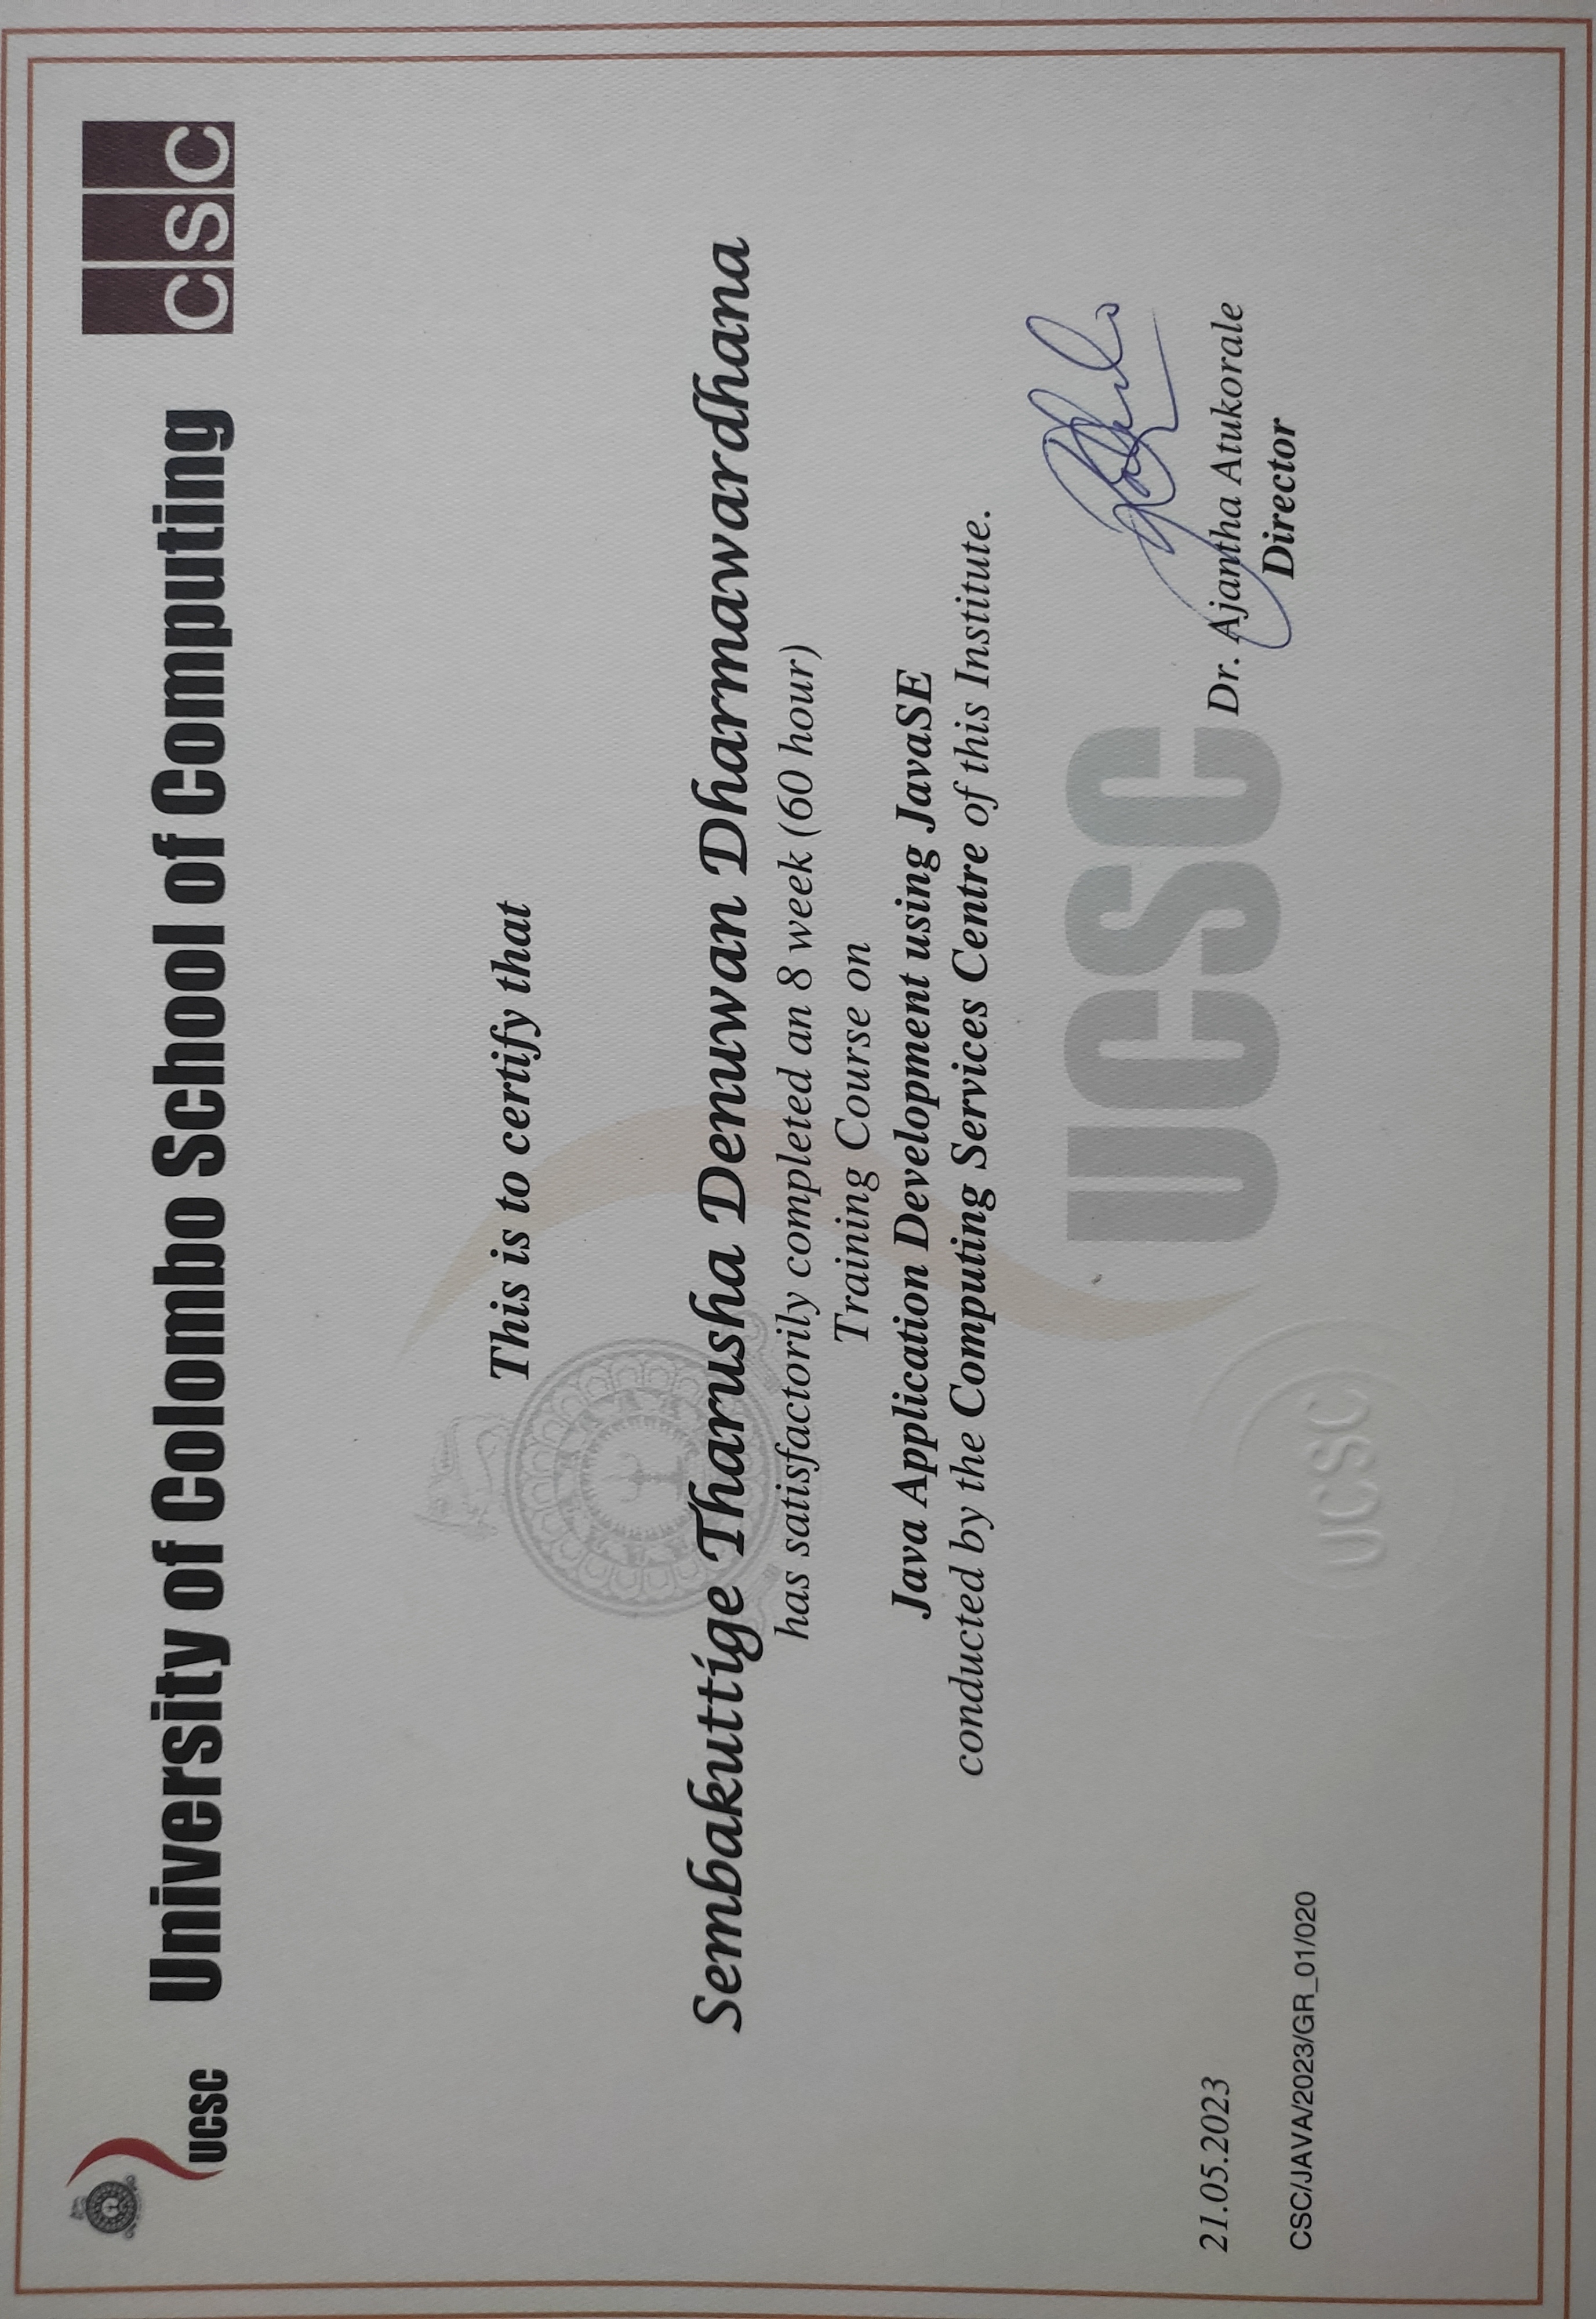 UCSC
University of Colombo School of Computing
CSC
This is to certify that
Sembakuttige Tharusha Denuwan Dharmawardhana
has satisfactorily completed an 8 week (60 hour)
Training Course on
Java Application Development using JavaSE
conducted by the Computing Services Centre of this Institute.
UCSC
21.05.2023
Dr. Ajantha Atukorale
Director
CSC/JAVA/2023/GR_01/020
UCSC